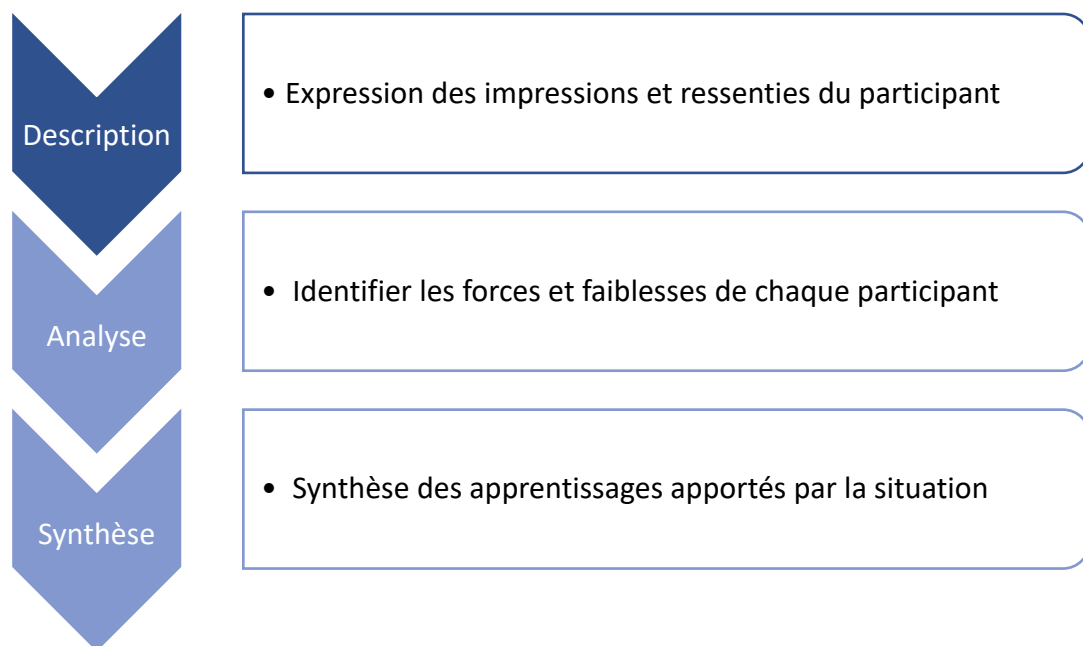 Description
• Expression des impressions et ressenties du participant
Analyse
• Identifier les forces et faiblesses de chaque participant
Synthèse
• Synthèse des apprentissages apportés par la situation